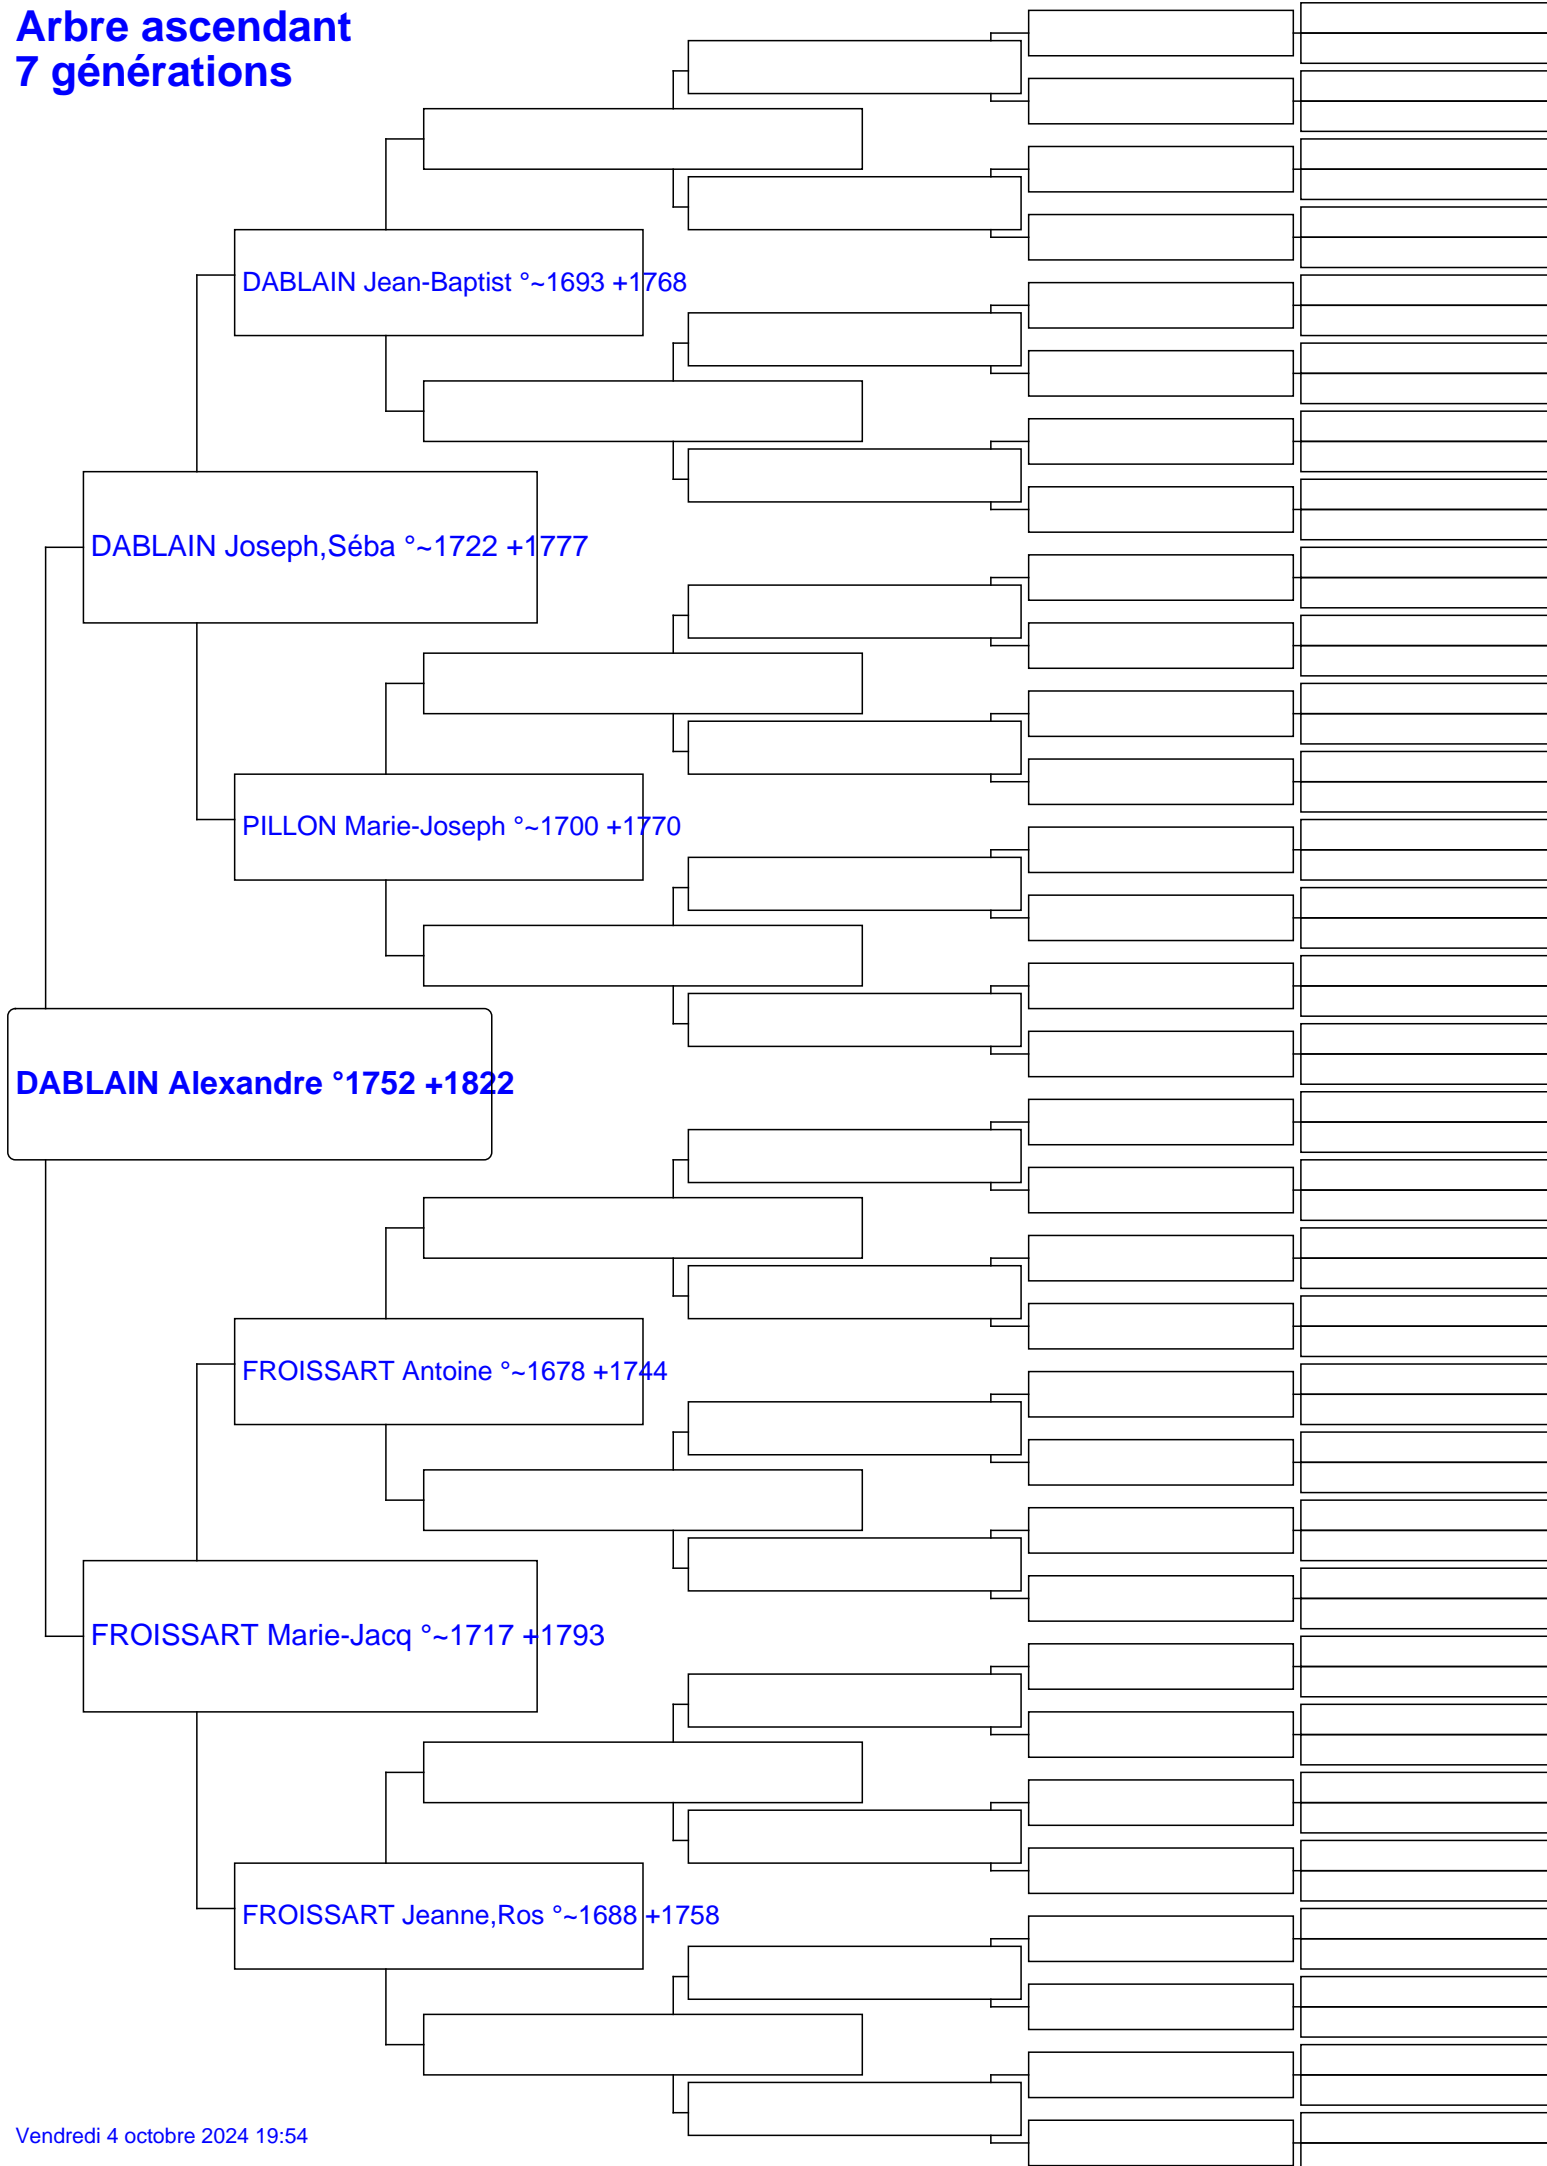 Arbre ascendant
7 générations
DABLAIN Jean-Baptist °~1693 +1768
DABLAIN Joseph,Séba °~1722 +1777
PILLON Marie-Joseph °~1700 +1770
DABLAIN Alexandre °1752 +1822
FROISSART Antoine °~1678 +1744
FROISSART Marie-Jacq °~1717 +1793
FROISSART Jeanne,Ros °~1688 +1758
Vendredi 4 octobre 2024 19:54